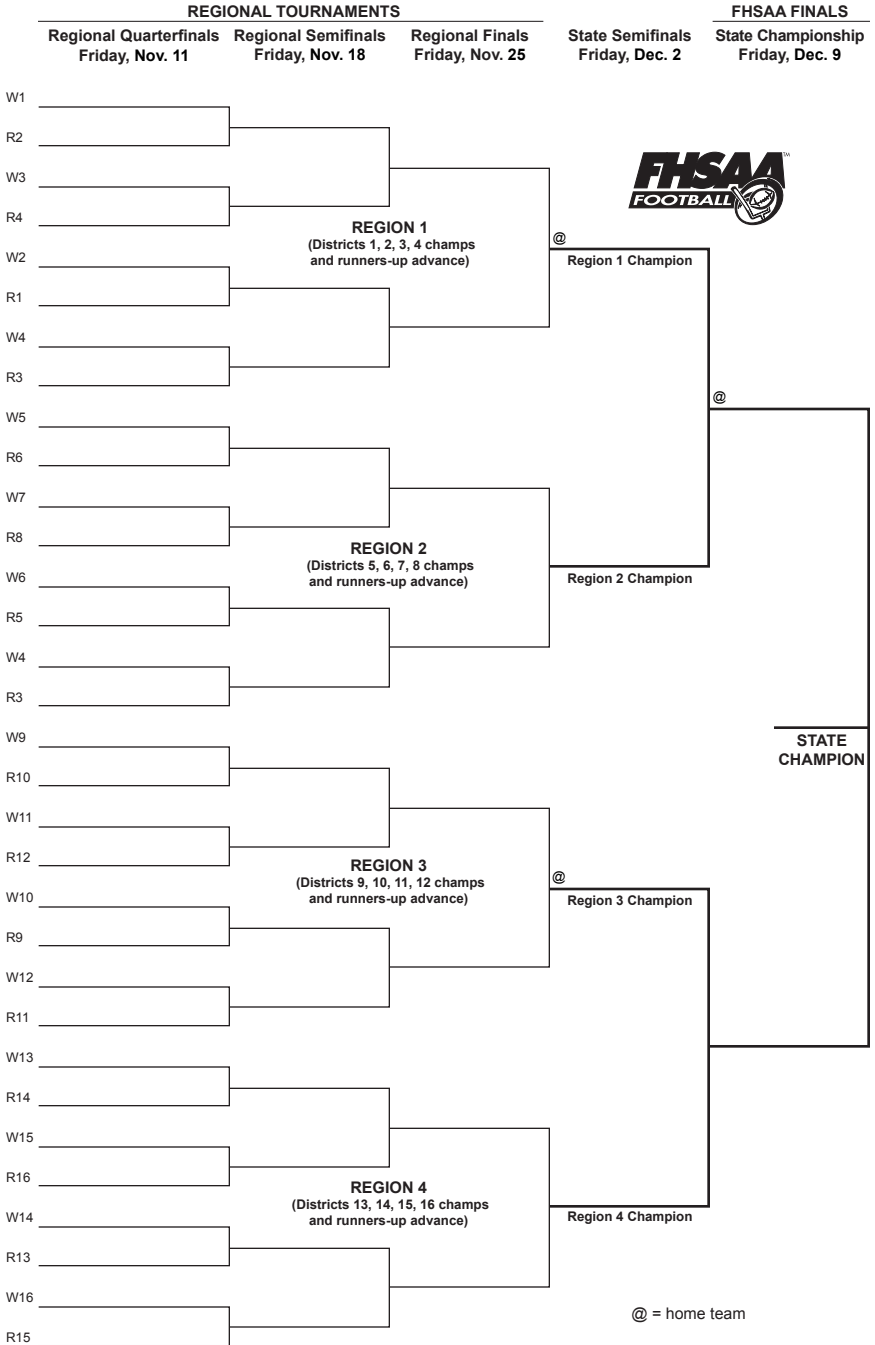 REGIONAL TOURNAMENTS
FHSAA FINALS
Regional Quarterfinals
Friday, Nov. 11
Regional Semifinals
Friday, Nov. 18
Regional Finals
Friday, Nov. 25
State Semifinals
Friday, Dec. 2
State Championship
Friday, Dec. 9
W1
R2
W3
R4
W2
R1
W4
R3
W5
R6
W7
R8
W6
R5
W4
R3
W9
R10
W11
R12
W10
R9
W12
R11
W13
R14
W15
R16
W14
R13
W16
R15
REGION 1
(Districts 1, 2, 3, 4 champs
and runners-up advance)
REGION 2
(Districts 5, 6, 7, 8 champs
and runners-up advance)
REGION 3
(Districts 9, 10, 11, 12 champs
and runners-up advance)
REGION 4
(Districts 13, 14, 15, 16 champs
and runners-up advance)
FHSAA™
FOOTBALL
@
Region 1 Champion
Region 2 Champion
@
Region 3 Champion
Region 4 Champion
@
STATE
CHAMPION
@ = home team